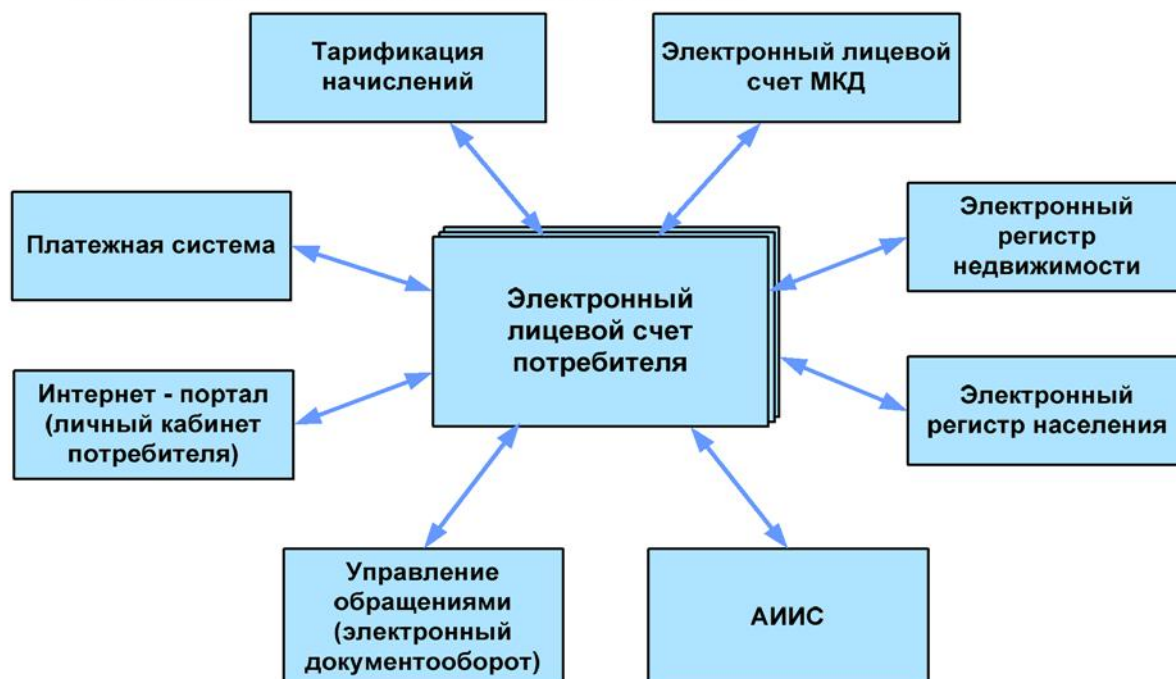 Тарификация
начислений
Электронный лицевой
счет МКД
Платежная система
Электронный
регистр
недвижимости
Электронный
лицевой счет
потребителя
Интернет - портал
(личный кабинет
потребителя)
Электронный
регистр населения
Управление
обращениями
(электронный
документооборот)
АИИС